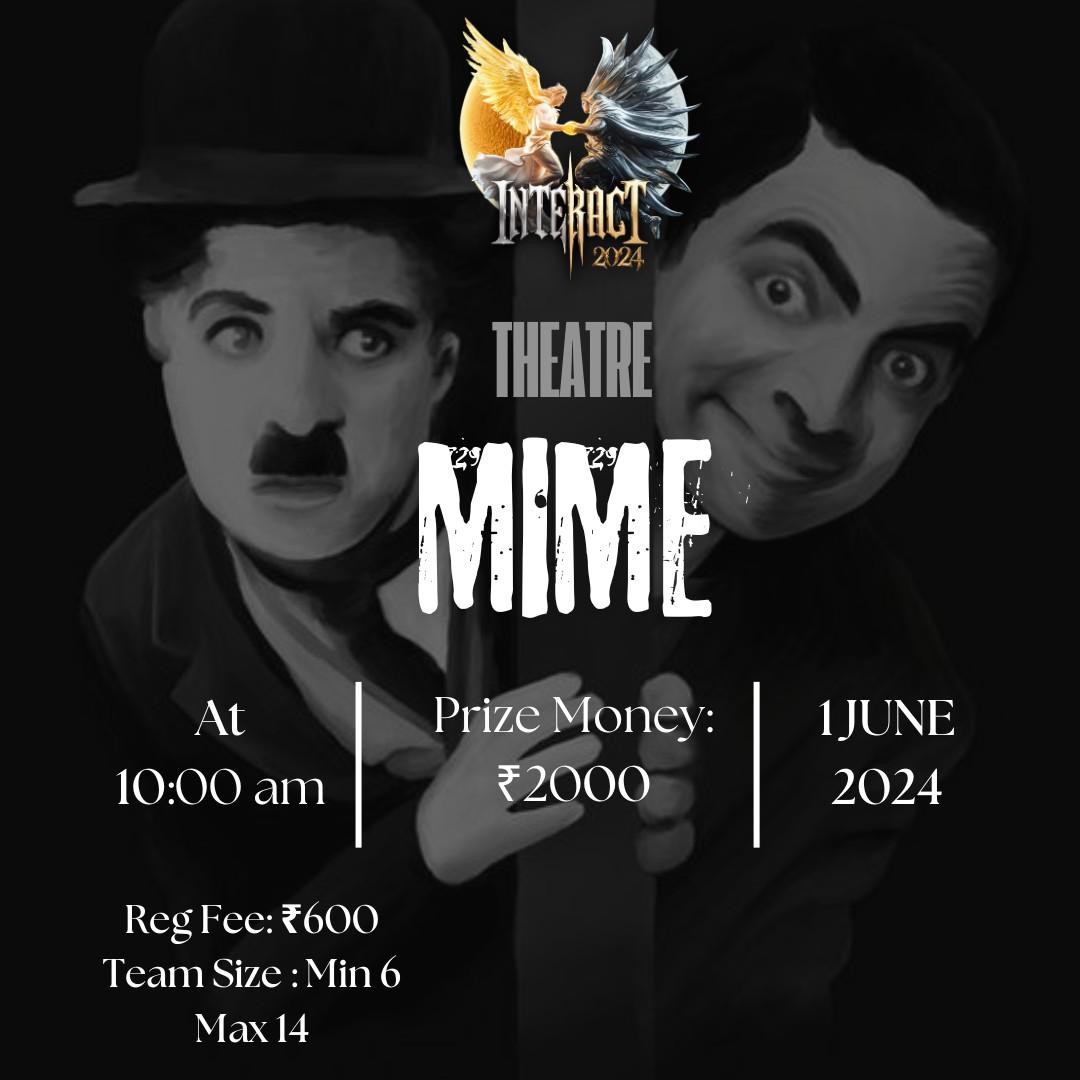 INTERACT
2024
THEATRE
MIME
At
10:00 am
Prize Money:
₹2000
1 JUNE
2024
Reg Fee: ₹600
Team Size : Min 6
Max 14